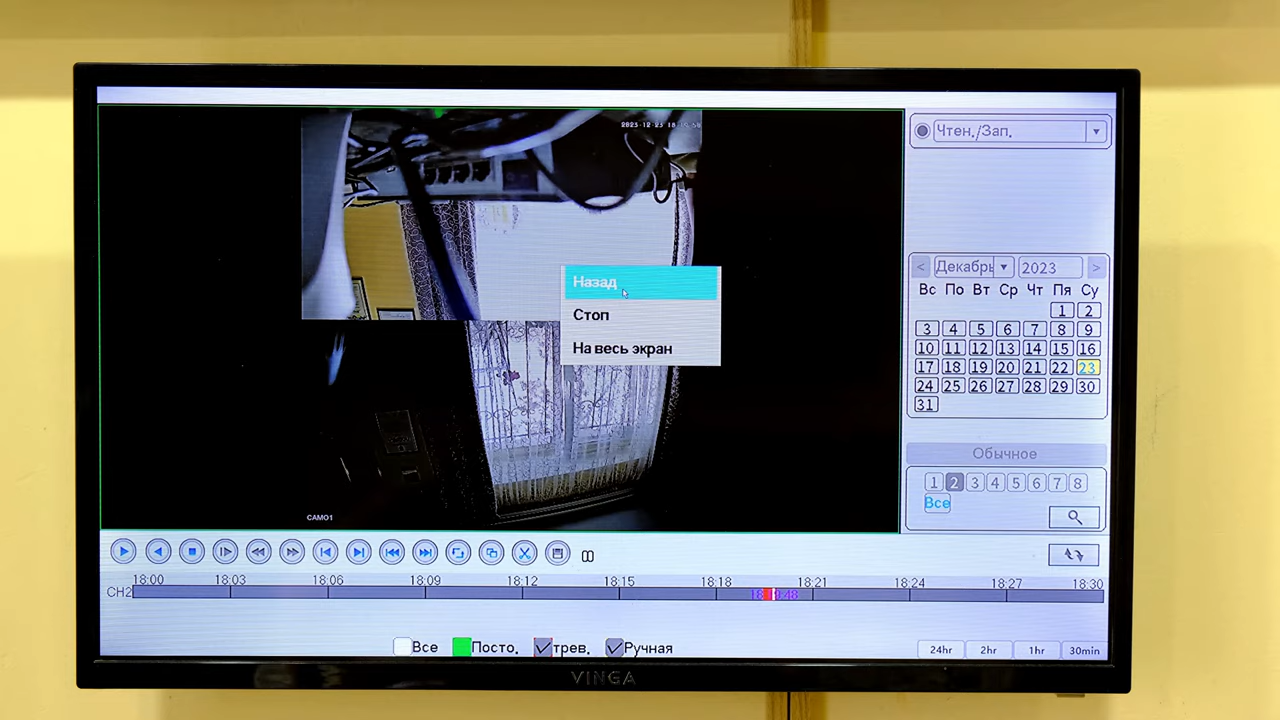 Чтен./Зап.
Назад
Стоп
На весь экран
CAM01
< Декабрь 2023 >
Вс По Вт Ср Чт Пя Су
1 2
3 4 5 6 7 8 9
10 11 12 13 14 15 16
17 18 19 20 21 22 23
24 25 26 27 28 29 30
31
Обычное
1 2 3 4 5 6 7 8
Все
18:00 18:03 18:06 18:09 18:12 18:15 18:18 18:21 18:24 18:27 18:30
CH2
Все Посто. трев. Ручная
24hr 2hr 1hr 30min
VINGA